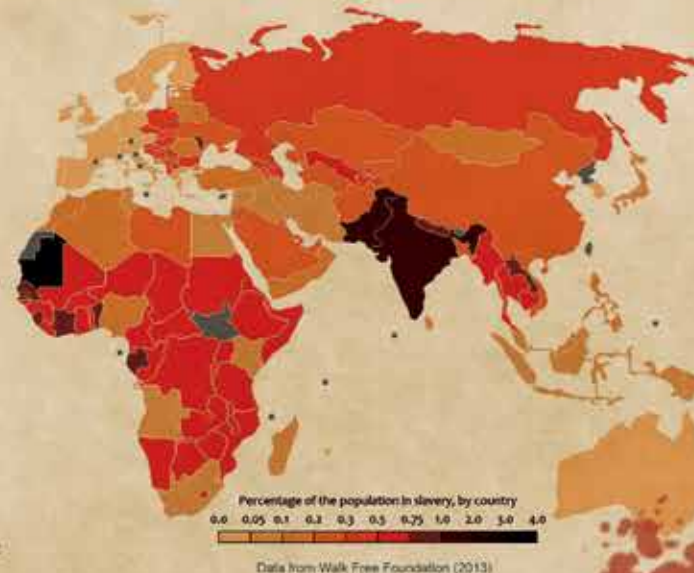 Percentage of the population in slavery, by country
0.0 0.05 0.1 0.2 0.3 0.5 0.75 1.0 2.0 3.0 4.0
Data from Walk Free Foundation (2013)